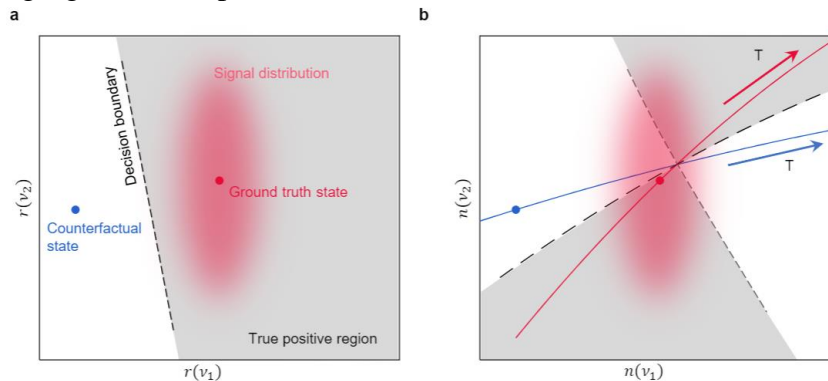 a
Signal distribution
Decision boundary
Ground truth state
Counterfactual
state
True positive region
r(ν₂)
r(ν₁)
b
T
T
n(ν₂)
n(ν₁)